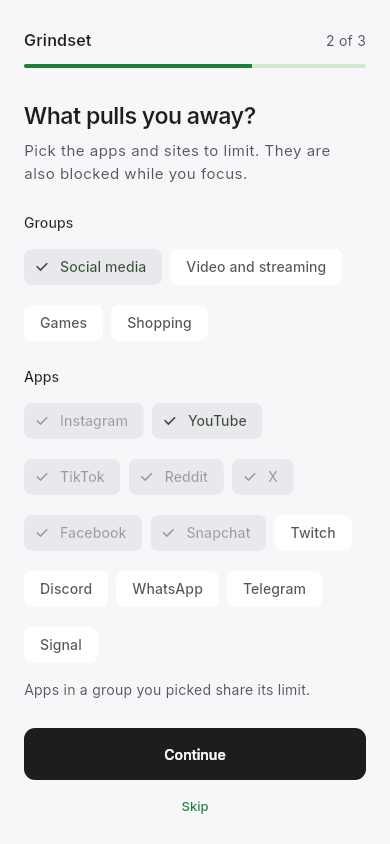 Grindset
2 of 3
What pulls you away?
Pick the apps and sites to limit. They are
also blocked while you focus.
Groups
Social media
Video and streaming
Games
Shopping
Apps
Instagram
YouTube
TikTok
Reddit
X
Facebook
Snapchat
Twitch
Discord
WhatsApp
Telegram
Signal
Apps in a group you picked share its limit.
Continue
Skip